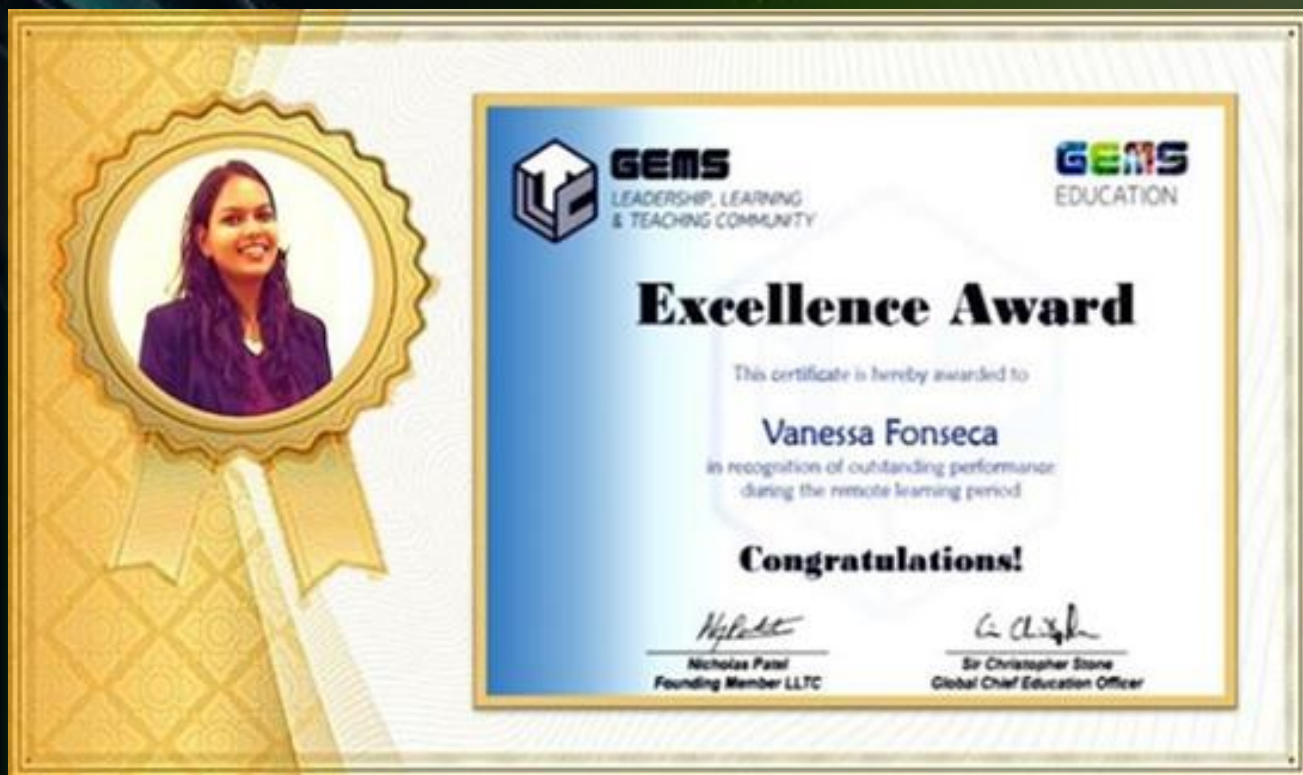 GEMS
LEADERSHIP, LEARNING
& TEACHING COMMUNITY
GEMS
EDUCATION
Excellence Award
This certificate is hereby awarded to
Vanessa Fonseca
in recognition of outstanding performance
during the remote learning period
Congratulations!
Nicholas Patel
Founding Member LLTC
Sir Christopher Stone
Global Chief Education Officer